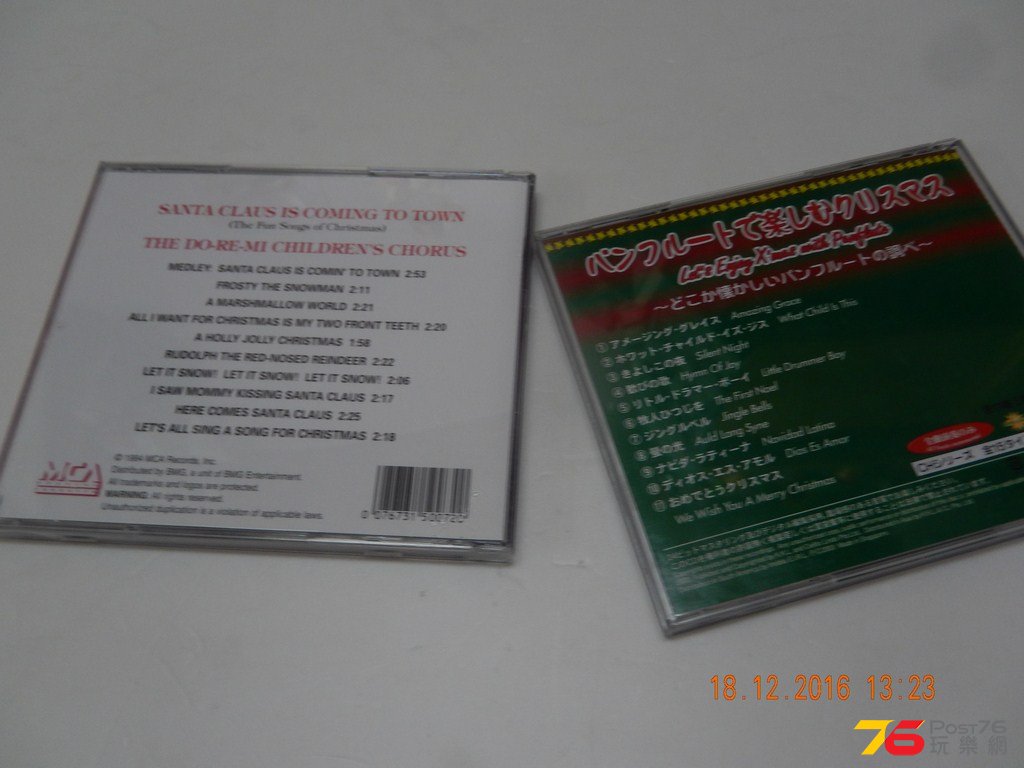 SANTA CLAUS IS COMING TO TOWN
(The Fun Songs of Christmas)
THE DO-RE-MI CHILDREN'S CHORUS
MEDLEY: SANTA CLAUS IS COMIN' TO TOWN 2:53
FROSTY THE SNOWMAN 2:11
A MARSHMALLOW WORLD 2:21
ALL I WANT FOR CHRISTMAS IS MY TWO FRONT TEETH 2:20
A HOLLY JOLLY CHRISTMAS 1:58
RUDOLPH THE RED-NOSED REINDEER 2:22
LET IT SNOW! LET IT SNOW! LET IT SNOW! 2:06
I SAW MOMMY KISSING SANTA CLAUS 2:17
HERE COMES SANTA CLAUS 2:25
LET'S ALL SING A SONG FOR CHRISTMAS 2:18
MCA
© 1994 MCA Records, Inc.
Distributed by BMG, a unit of BMG Entertainment.
All trademarks and logos are protected.
WARNING: All rights reserved.
Unauthorized duplication is a violation of applicable laws.
パンフルートで楽しむクリスマス
Let's Enjoy X'mas with Panflute
～どこか懐かしいパンフルートの調べ～
① アメージング・グレイス Amazing Grace
② ホワット・チャイルド・イズ・ジス What Child Is This
③ きよしこの夜 Silent Night
④ 歓びの歌 Hymn Of Joy
⑤ リトル・ドラマー・ボーイ Little Drummer Boy
⑥ 牧人ひつじを The First Noel
⑦ ジングルベル Jingle Bells
⑧ 蛍の光 Auld Lang Syne
⑨ ナビダ・ラティーナ Navidad Latina
⑩ ディオス・エス・アモル Dios Es Amor
⑪ おめでとうクリスマス
We Wish You A Merry Christmas
18.12.2016 13:23
76 Post76
玩樂網